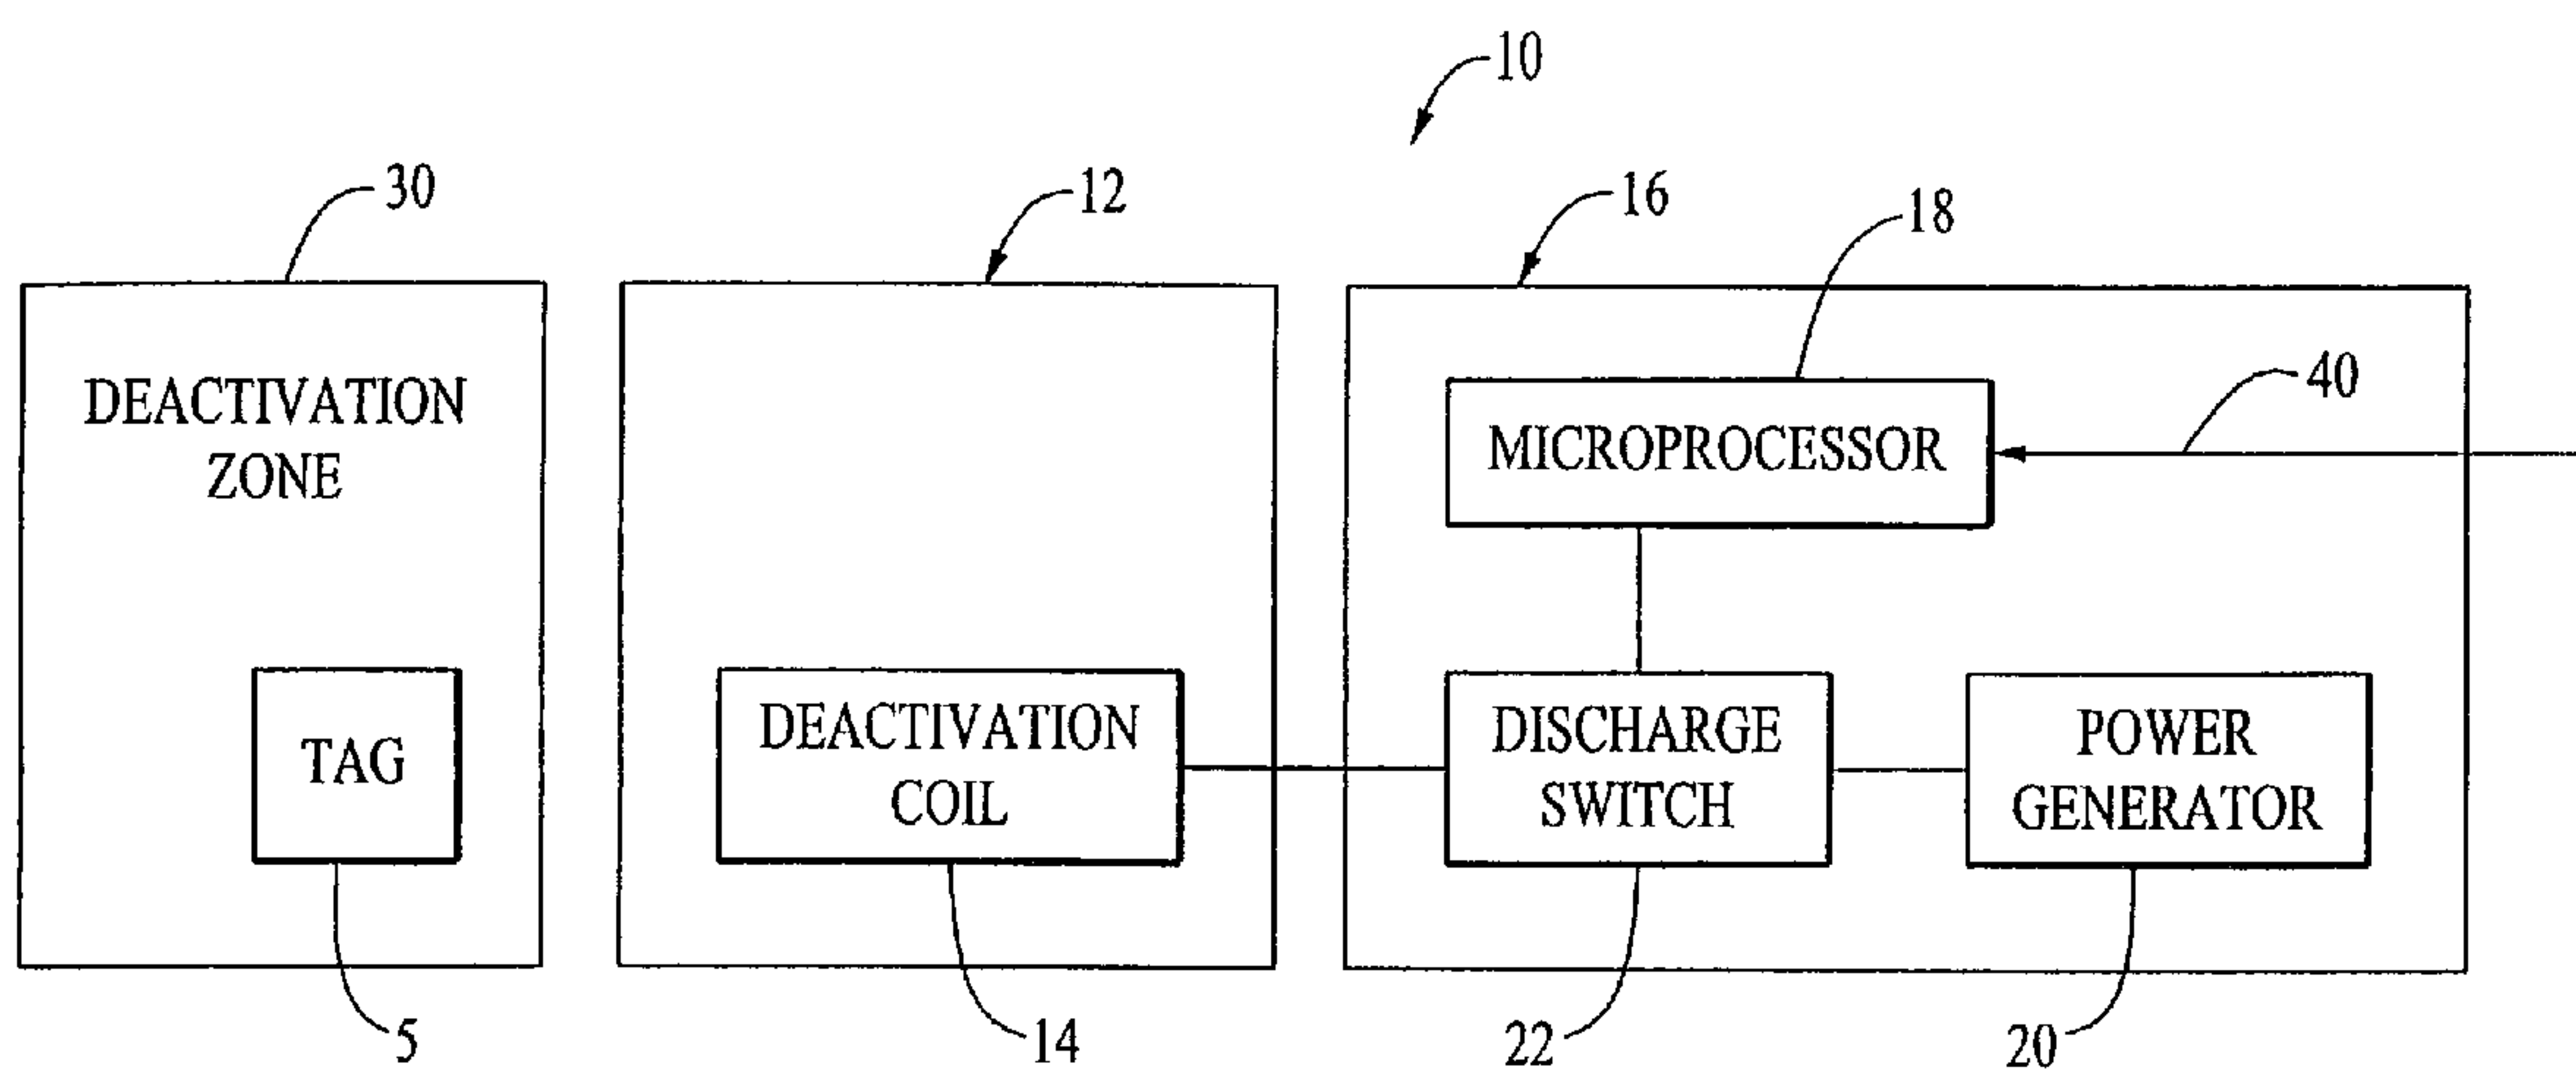 10
30
12
16
18
40
DEACTIVATION
ZONE
MICROPROCESSOR
TAG
DEACTIVATION
COIL
DISCHARGE
SWITCH
POWER
GENERATOR
5
14
22
20